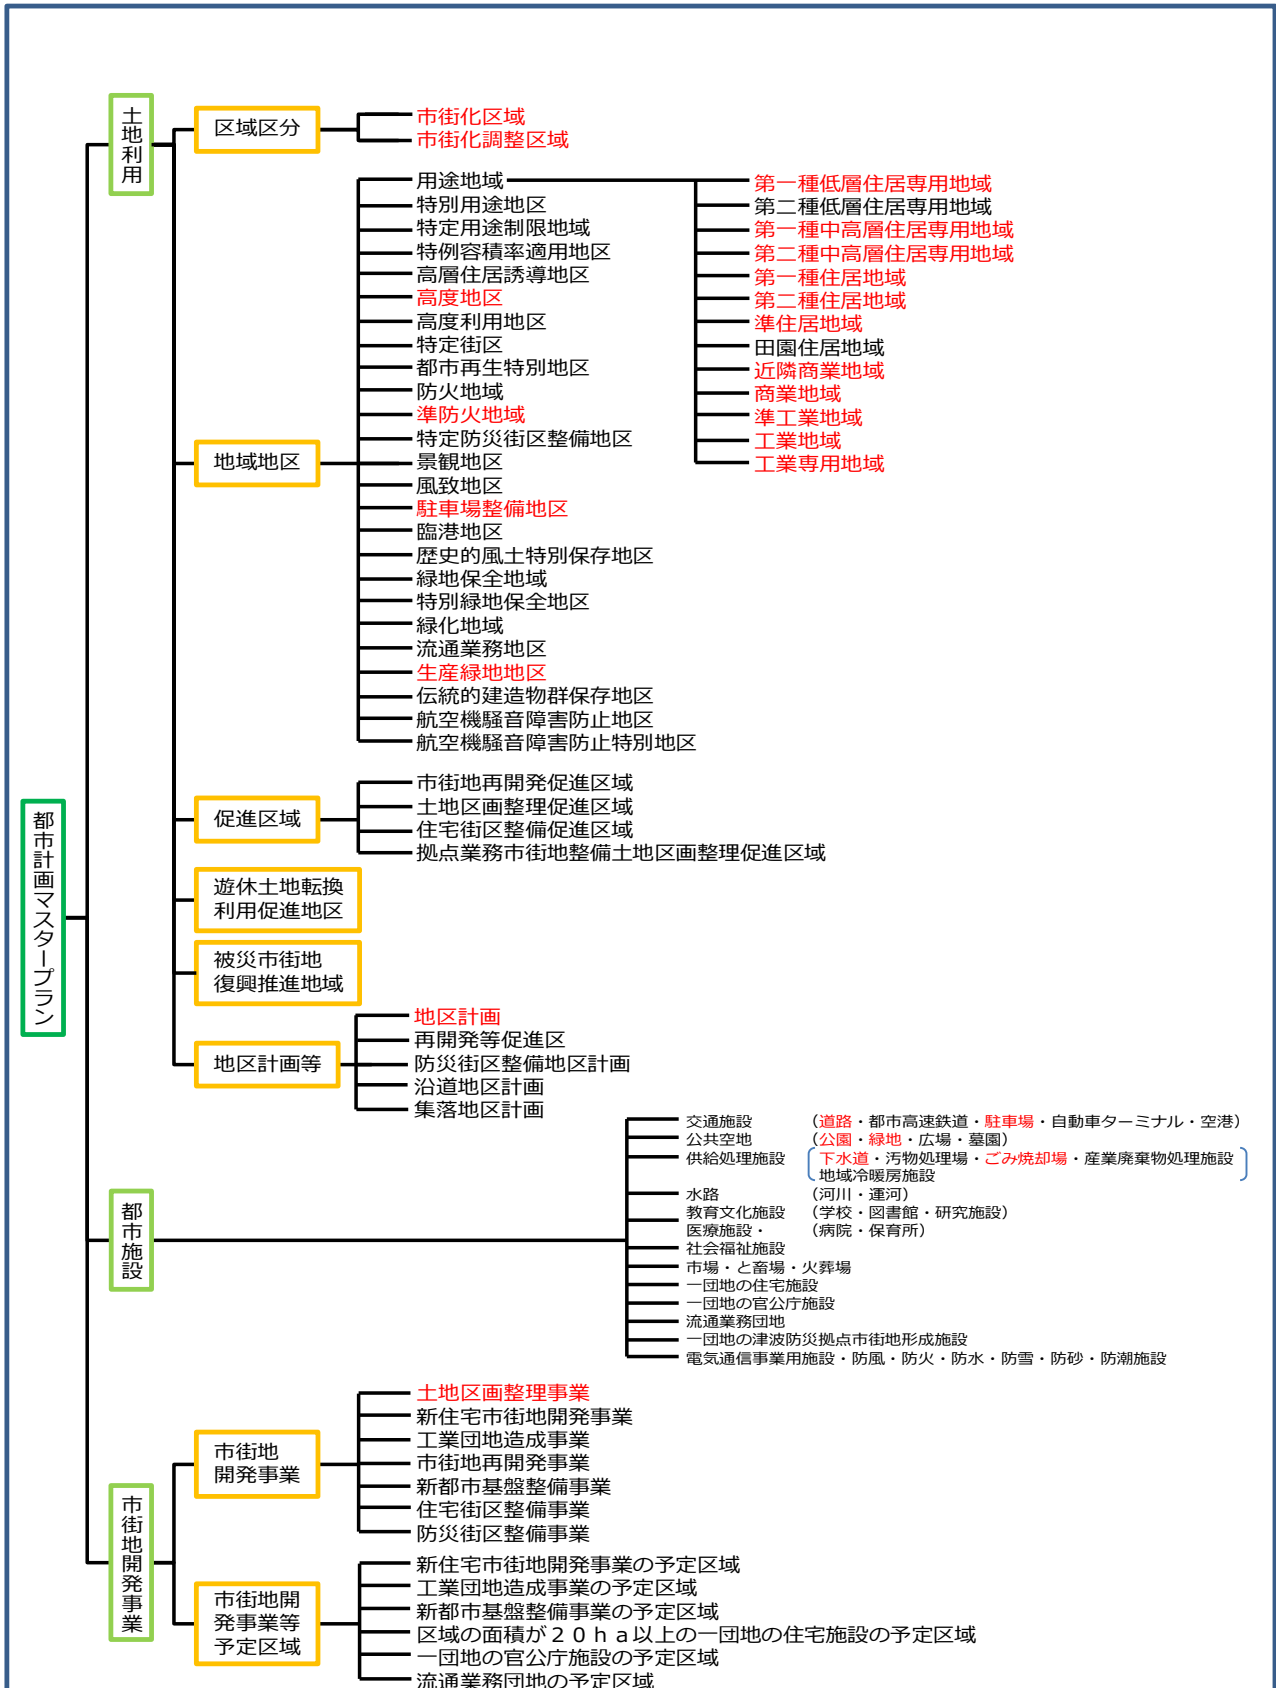 都市計画マスタープラン
土地利用
区域区分
市街化区域
市街化調整区域
地域地区
用途地域
特別用途地区
特定用途制限地域
特例容積率適用地区
高層住居誘導地区
高度地区
高度利用地区
特定街区
都市再生特別地区
防火地域
準防火地域
特定防災街区整備地区
景観地区
風致地区
駐車場整備地区
臨港地区
歴史的風土特別保存地区
緑地保全地域
特別緑地保全地区
緑化地域
流通業務地区
生産緑地地区
伝統的建造物群保存地区
航空機騒音障害防止地区
航空機騒音障害防止特別地区
第一種低層住居専用地域
第二種低層住居専用地域
第一種中高層住居専用地域
第二種中高層住居専用地域
第一種住居地域
第二種住居地域
準住居地域
田園住居地域
近隣商業地域
商業地域
準工業地域
工業地域
工業専用地域
促進区域
市街地再開発促進区域
土地区画整理促進区域
住宅街区整備促進区域
拠点業務市街地整備土地区画整理促進区域
遊休土地転換
利用促進地区
被災市街地
復興推進地域
地区計画等
地区計画
再開発等促進区
防災街区整備地区計画
沿道地区計画
集落地区計画
都市施設
交通施設 （道路・都市高速鉄道・駐車場・自動車ターミナル・空港）
公共空地 （公園・緑地・広場・墓園）
供給処理施設 下水道・汚物処理場・ごみ焼却場・産業廃棄物処理施設
地域冷暖房施設
水路 （河川・運河）
教育文化施設 （学校・図書館・研究施設）
医療施設・ （病院・保育所）
社会福祉施設
市場・と畜場・火葬場
一団地の住宅施設
一団地の官公庁施設
流通業務団地
一団地の津波防災拠点市街地形成施設
電気通信事業用施設・防風・防火・防水・防雪・防砂・防潮施設
市街地開発事業
市街地
開発事業
土地区画整理事業
新住宅市街地開発事業
工業団地造成事業
市街地再開発事業
新都市基盤整備事業
住宅街区整備事業
防災街区整備事業
市街地開
発事業等
予定区域
新住宅市街地開発事業の予定区域
工業団地造成事業の予定区域
新都市基盤整備事業の予定区域
区域の面積が２０ｈａ以上の一団地の住宅施設の予定区域
一団地の官公庁施設の予定区域
流通業務団地の予定区域